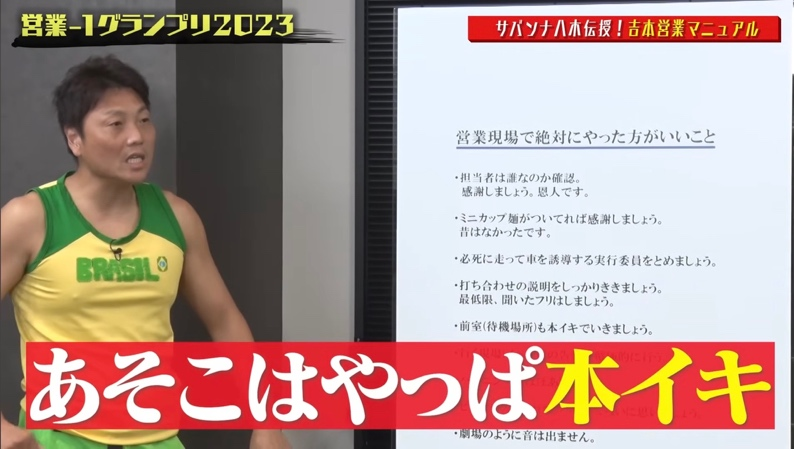 営業-1グランプリ2023
サバンナ八木伝授！吉本営業マニュアル
営業現場で絶対にやった方がいいこと
・担当者は誰なのか確認。
感謝しましょう。恩人です。
・ミニカップ麺がついてれば感謝しましょう。
昔はなかったです。
・必死に走って車を誘導する実行委員をとめましょう。
・打ち合わせの説明をしっかりききましょう。
最低限、聞いたフリはしましょう。
・前室(待機場所)も本イキでいきましょう。
BRASIL
あそこはやっぱ本イキ
・劇場のように音は出ません。